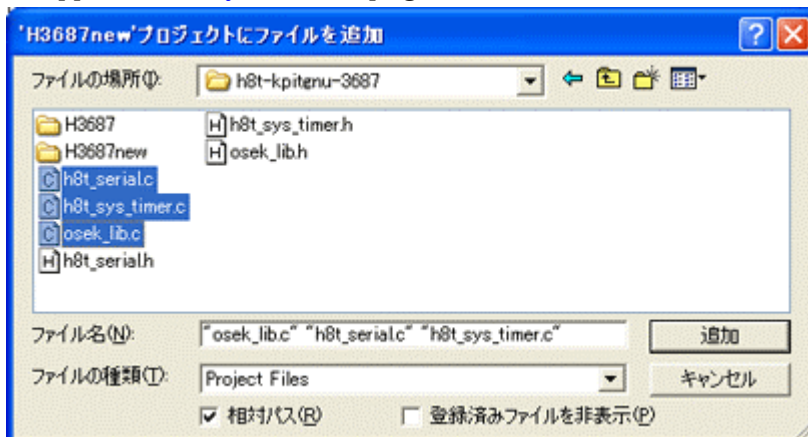 'H3687new'プロジェクトにファイルを追加
ファイルの場所(I):
h8t-kpitgnu-3687
H3687
H3687new
h8t_serial.c
h8t_sys_timer.c
osek_lib.c
h8t_serial.h
h8t_sys_timer.h
osek_lib.h
ファイル名(N):
"osek_lib.c" "h8t_serial.c" "h8t_sys_timer.c"
追加
ファイルの種類(T):
Project Files
キャンセル
相対パス(R)
登録済みファイルを非表示(P)